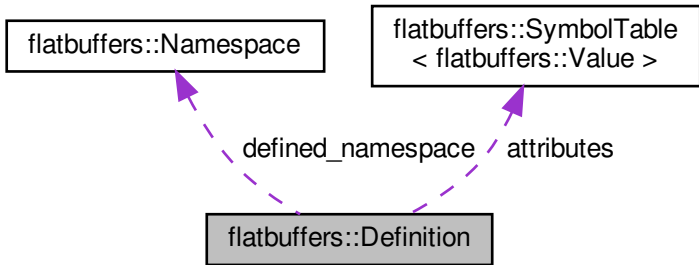 flatbuffers::Namespace
flatbuffers::SymbolTable
< flatbuffers::Value >
defined_namespace
attributes
flatbuffers::Definition